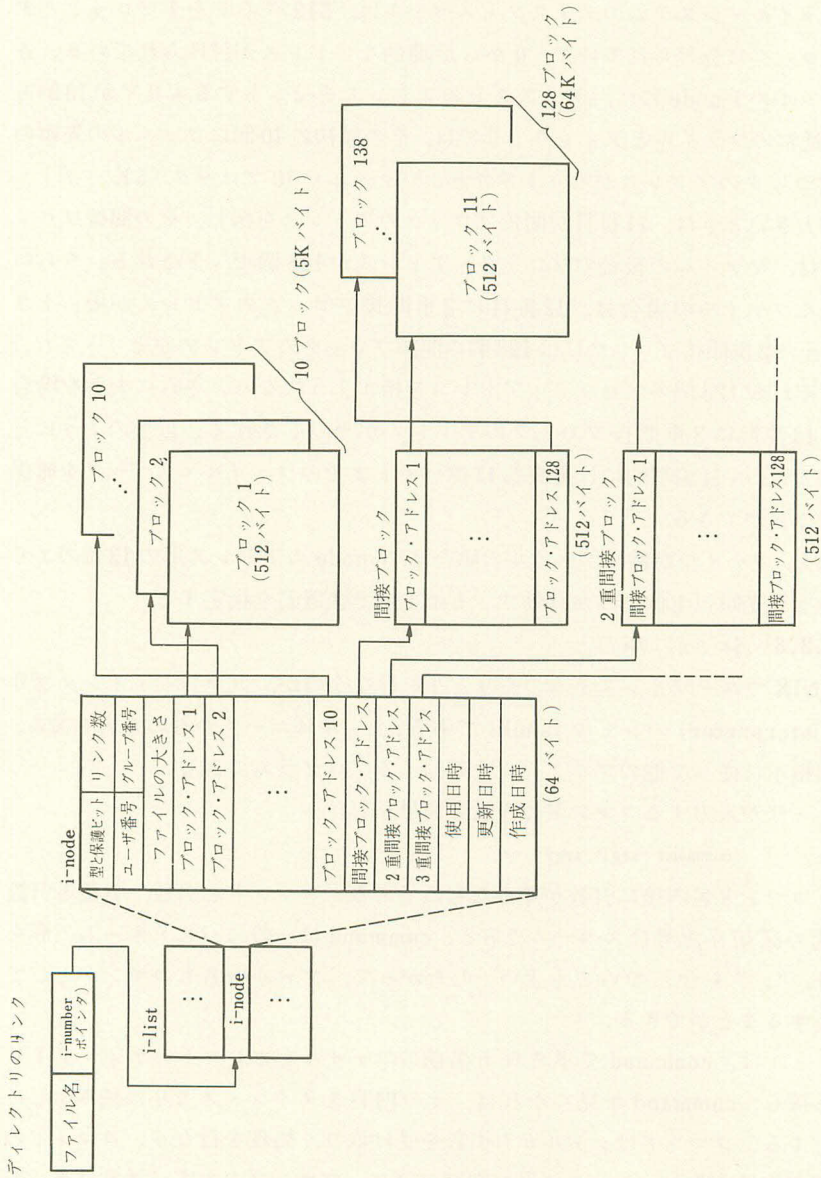 ディレクトリのリンク
ファイル名
i-number
(ポインタ)
i-list
⋮
i-node
⋮
i-node
型と保護ビット
リンク数
ユーザ番号
グループ番号
ファイルの大きさ
ブロック・アドレス 1
ブロック・アドレス 2
⋮
ブロック・アドレス 10
間接ブロック・アドレス
2 重間接ブロック・アドレス
3 重間接ブロック・アドレス
使用日時
更新日時
作成日時
(64 バイト)
ブロック 10
⋱
ブロック 2
ブロック 1
(512 バイト)
10 ブロック(5K バイト)
間接ブロック
ブロック・アドレス 1
⋮
ブロック・アドレス 128
(512 バイト)
ブロック 138
⋱
ブロック 11
(512 バイト)
128 ブロック
(64K バイト)
2 重間接ブロック
間接ブロック・アドレス 1
⋮
間接ブロック・アドレス128
(512 バイト)